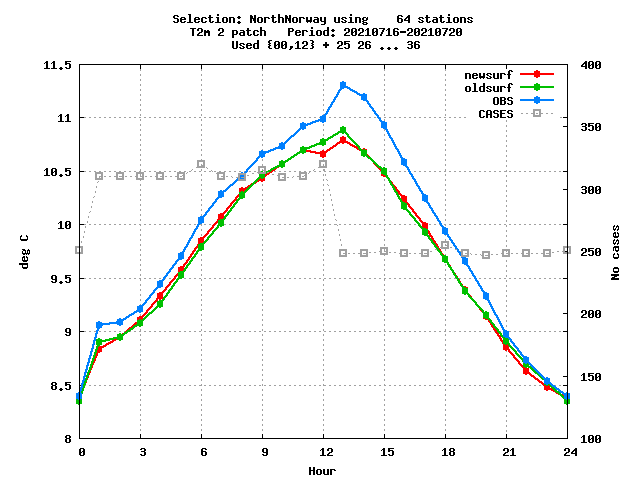 Selection: NorthNorway using    64 stations
T2m 2 patch   Period: 20210716-20210720
Used {00,12} + 25 26 ... 36
newsurf
oldsurf
OBS
CASES
11.5
11
10.5
10
9.5
9
8.5
8
400
350
300
250
200
150
100
deg C
No cases
0 3 6 9 12 15 18 21 24
Hour